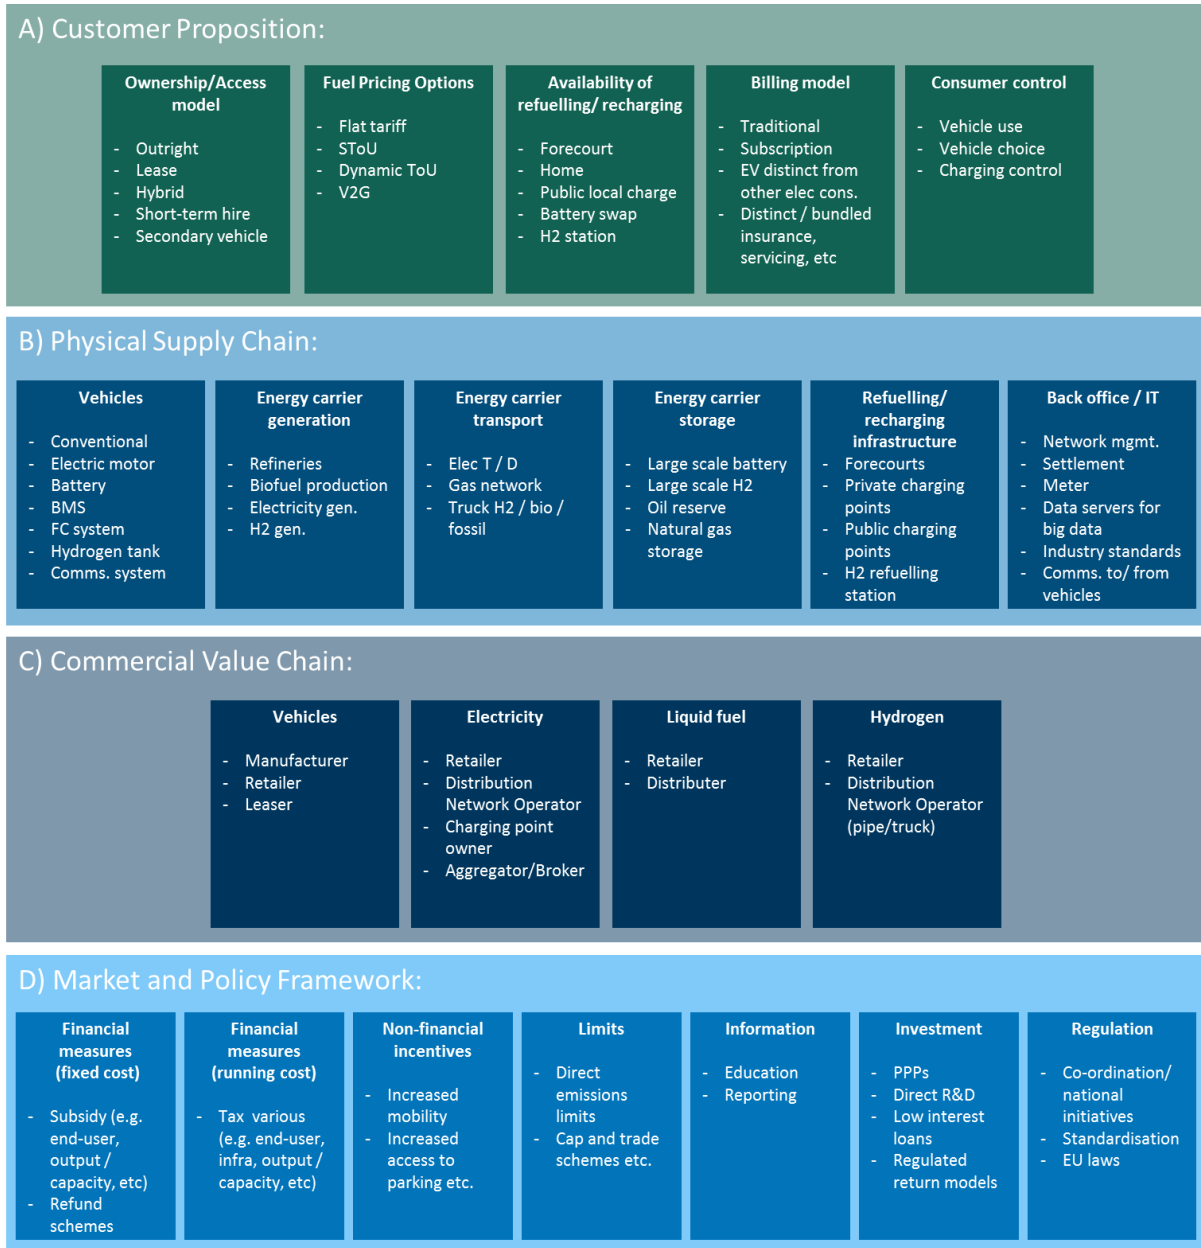 A) Customer Proposition:
Ownership/Access
model
- Outright
- Lease
- Hybrid
- Short-term hire
- Secondary vehicle
Fuel Pricing Options
- Flat tariff
- SToU
- Dynamic ToU
- V2G
Availability of
refuelling/ recharging
- Forecourt
- Home
- Public local charge
- Battery swap
- H2 station
Billing model
- Traditional
- Subscription
- EV distinct from
other elec cons.
- Distinct / bundled
insurance,
servicing, etc
Consumer control
- Vehicle use
- Vehicle choice
- Charging control
B) Physical Supply Chain:
Vehicles
- Conventional
- Electric motor
- Battery
- BMS
- FC system
- Hydrogen tank
- Comms. system
Energy carrier
generation
- Refineries
- Biofuel production
- Electricity gen.
- H2 gen.
Energy carrier
transport
- Elec T / D
- Gas network
- Truck H2 / bio /
fossil
Energy carrier
storage
- Large scale battery
- Large scale H2
- Oil reserve
- Natural gas
storage
Refuelling/
recharging
infrastructure
- Forecourts
- Private charging
points
- Public charging
points
- H2 refuelling
station
Back office / IT
- Network mgmt.
- Settlement
- Meter
- Data servers for
big data
- Industry standards
- Comms. to/ from
vehicles
C) Commercial Value Chain:
Vehicles
- Manufacturer
- Retailer
- Leaser
Electricity
- Retailer
- Distribution
Network Operator
- Charging point
owner
- Aggregator/Broker
Liquid fuel
- Retailer
- Distributer
Hydrogen
- Retailer
- Distribution
Network Operator
(pipe/truck)
D) Market and Policy Framework:
Financial
measures
(fixed cost)
- Subsidy (e.g.
end-user,
output /
capacity, etc)
- Refund
schemes
Financial
measures
(running cost)
- Tax various
(e.g. end-user,
infra, output /
capacity, etc)
Non-financial
incentives
- Increased
mobility
- Increased
access to
parking etc.
Limits
- Direct
emissions
limits
- Cap and trade
schemes etc.
Information
- Education
- Reporting
Investment
- PPPs
- Direct R&D
- Low interest
loans
- Regulated
return models
Regulation
- Co-ordination/
national
initiatives
- Standardisation
- EU laws